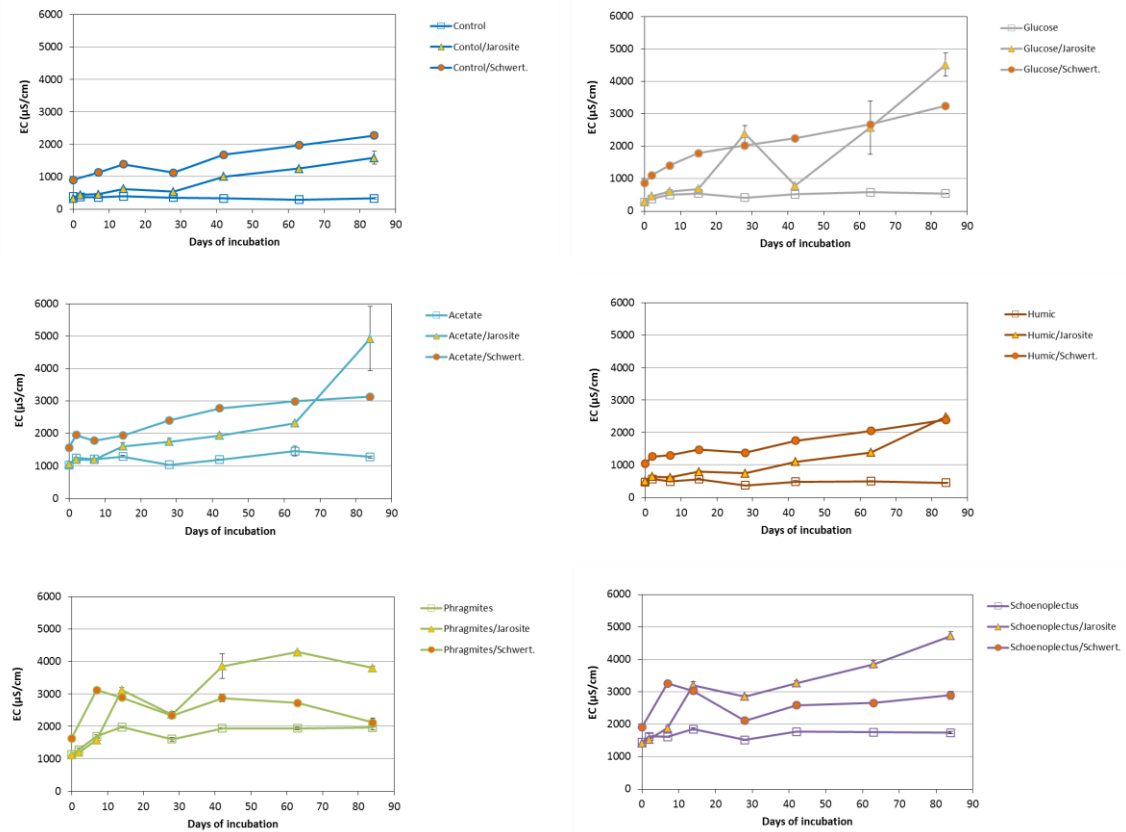 6000
5000
4000
3000
2000
1000
0
EC (µS/cm)
0 10 20 30 40 50 60 70 80 90
Days of incubation
Control
Contol/Jarosite
Control/Schwert.
6000
5000
4000
3000
2000
1000
0
EC (µS/cm)
0 10 20 30 40 50 60 70 80 90
Days of incubation
Glucose
Glucose/Jarosite
Glucose/Schwert.
6000
5000
4000
3000
2000
1000
0
EC (µS/cm)
0 10 20 30 40 50 60 70 80 90
Days of incubation
Acetate
Acetate/Jarosite
Acetate/Schwert.
6000
5000
4000
3000
2000
1000
0
EC (µS/cm)
0 10 20 30 40 50 60 70 80 90
Days of incubation
Humic
Humic/Jarosite
Humic/Schwert.
6000
5000
4000
3000
2000
1000
0
EC (µS/cm)
0 10 20 30 40 50 60 70 80 90
Days of incubation
Phragmites
Phragmites/Jarosite
Phragmites/Schwert.
6000
5000
4000
3000
2000
1000
0
EC (µS/cm)
0 10 20 30 40 50 60 70 80 90
Days of incubation
Schoenoplectus
Schoenoplectus/Jarosite
Schoenoplectus/Schwert.